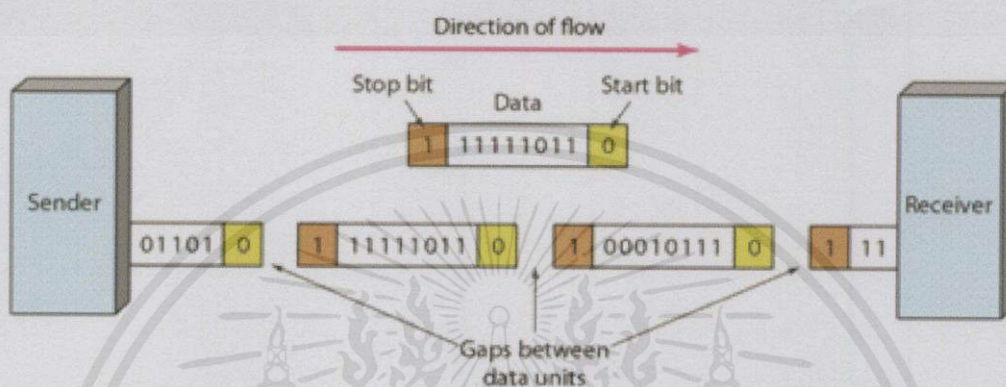 Direction of flow
Stop bit
Data
Start bit
1 11111011 0
Sender
Receiver
01101 0
1 11111011 0
1 00010111 0
1 11
Gaps between
data units